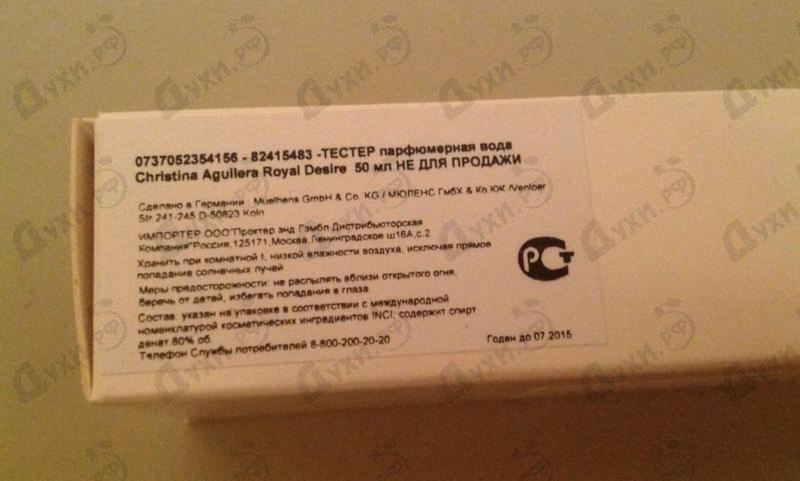 0737052354156 - 82415483 -ТЕСТЕР парфюмерная вода
Christina Aguilera Royal Desire 50 мл НЕ ДЛЯ ПРОДАЖИ
Сделано в Германии : Muelhens GmbH & Co. KG / МЮЛЕНС ГмбХ & Ко.КЖ /Venloer
Str 241-245 D-50823 Koln
ИМПОРТЕР ООО"Проктер энд Гэмбл Дистрибьюторская
Компания"Россия,125171,Москва,Ленинградское ш16А,с.2
Хранить при комнатной t, низкой влажности воздуха, исключая прямое
попадание солнечных лучей
Меры предосторожности: не распылять вблизи открытого огня,
беречь от детей, избегать попадания в глаза
Состав: указан на упаковке в соответствии с международной
номенклатурой косметических ингредиентов INCI; содержит спирт
денат 80% об.
Телефон Службы потребителей 8-800-200-20-20
Годен до 07 2015
РСТ
Духи.рф